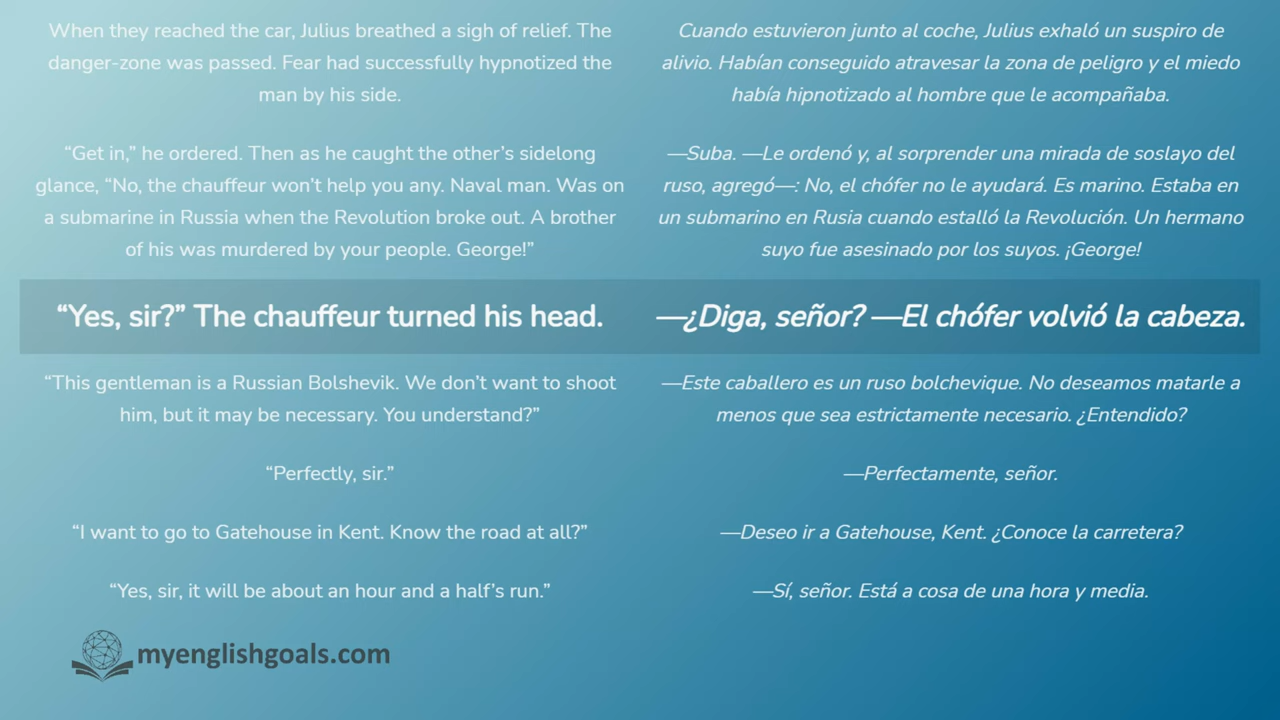 When they reached the car, Julius breathed a sigh of relief. The
danger-zone was passed. Fear had successfully hypnotized the
man by his side.
Cuando estuvieron junto al coche, Julius exhaló un suspiro de
alivio. Habían conseguido atravesar la zona de peligro y el miedo
había hipnotizado al hombre que le acompañaba.
“Get in,” he ordered. Then as he caught the other’s sidelong
glance, “No, the chauffeur won’t help you any. Naval man. Was on
a submarine in Russia when the Revolution broke out. A brother
of his was murdered by your people. George!”
—Suba. —Le ordenó y, al sorprender una mirada de soslayo del
ruso, agregó—: No, el chófer no le ayudará. Es marino. Estaba en
un submarino en Rusia cuando estalló la Revolución. Un hermano
suyo fue asesinado por los suyos. ¡George!
“Yes, sir?” The chauffeur turned his head.
—¿Diga, señor? —El chófer volvió la cabeza.
“This gentleman is a Russian Bolshevik. We don’t want to shoot
him, but it may be necessary. You understand?”
—Este caballero es un ruso bolchevique. No deseamos matarle a
menos que sea estrictamente necesario. ¿Entendido?
“Perfectly, sir.”
—Perfectamente, señor.
“I want to go to Gatehouse in Kent. Know the road at all?”
—Deseo ir a Gatehouse, Kent. ¿Conoce la carretera?
“Yes, sir, it will be about an hour and a half’s run.”
—Sí, señor. Está a cosa de una hora y media.
myenglishgoals.com